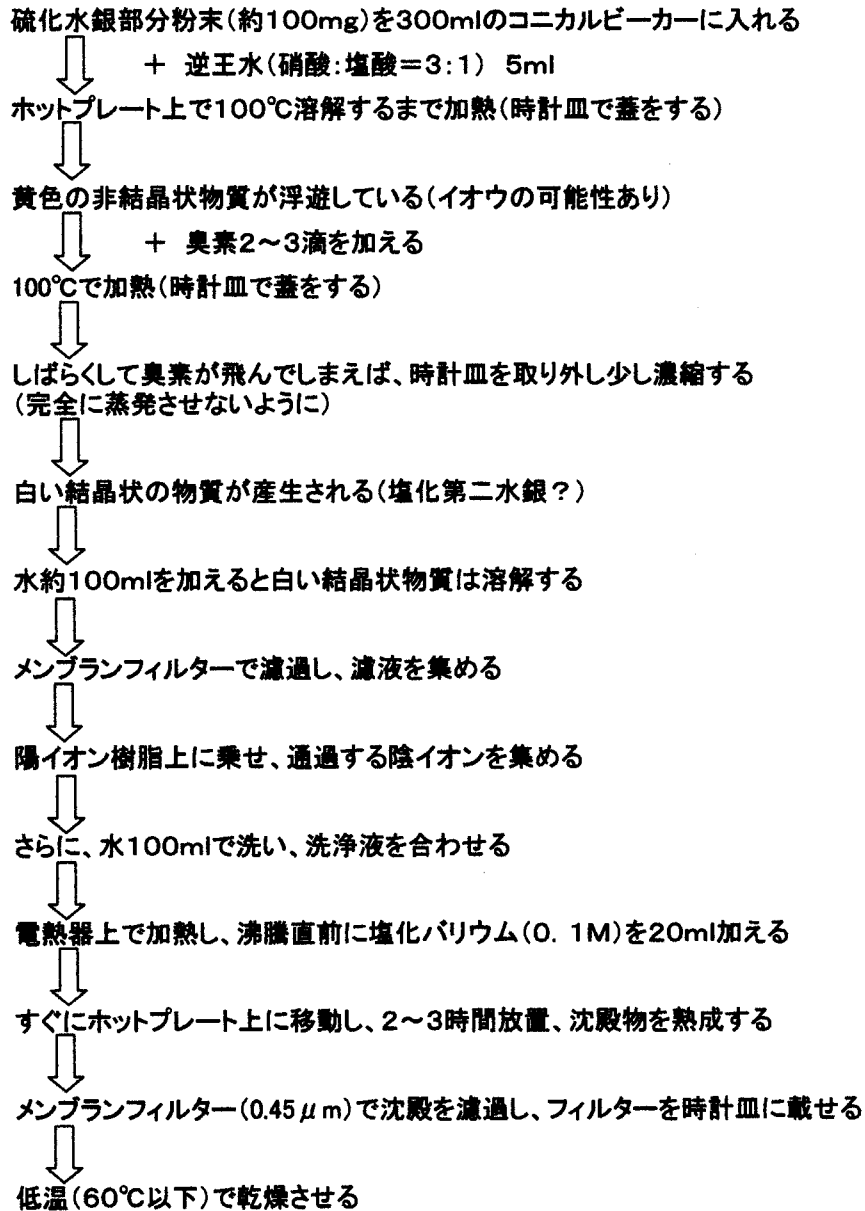 硫化水銀部分粉末(約100mg)を300mlのコニカルビーカーに入れる
+ 逆王水(硝酸:塩酸=3:1) 5ml
ホットプレート上で100℃溶解するまで加熱(時計皿で蓋をする)
黄色の非結晶状物質が浮遊している(イオウの可能性あり)
+ 臭素2～3滴を加える
100℃で加熱(時計皿で蓋をする)
しばらくして臭素が飛んでしまえば、時計皿を取り外し少し濃縮する
(完全に蒸発させないように)
白い結晶状の物質が産生される(塩化第二水銀?)
水約100mlを加えると白い結晶状物質は溶解する
メンブランフィルターで濾過し、濾液を集める
陽イオン樹脂上に乗せ、通過する陰イオンを集める
さらに、水100mlで洗い、洗浄液を合わせる
電熱器上で加熱し、沸騰直前に塩化バリウム(0. 1M)を20ml加える
すぐにホットプレート上に移動し、2～3時間放置、沈殿物を熟成する
メンブランフィルター(0.45μm)で沈殿を濾過し、フィルターを時計皿に載せる
低温(60℃以下)で乾燥させる